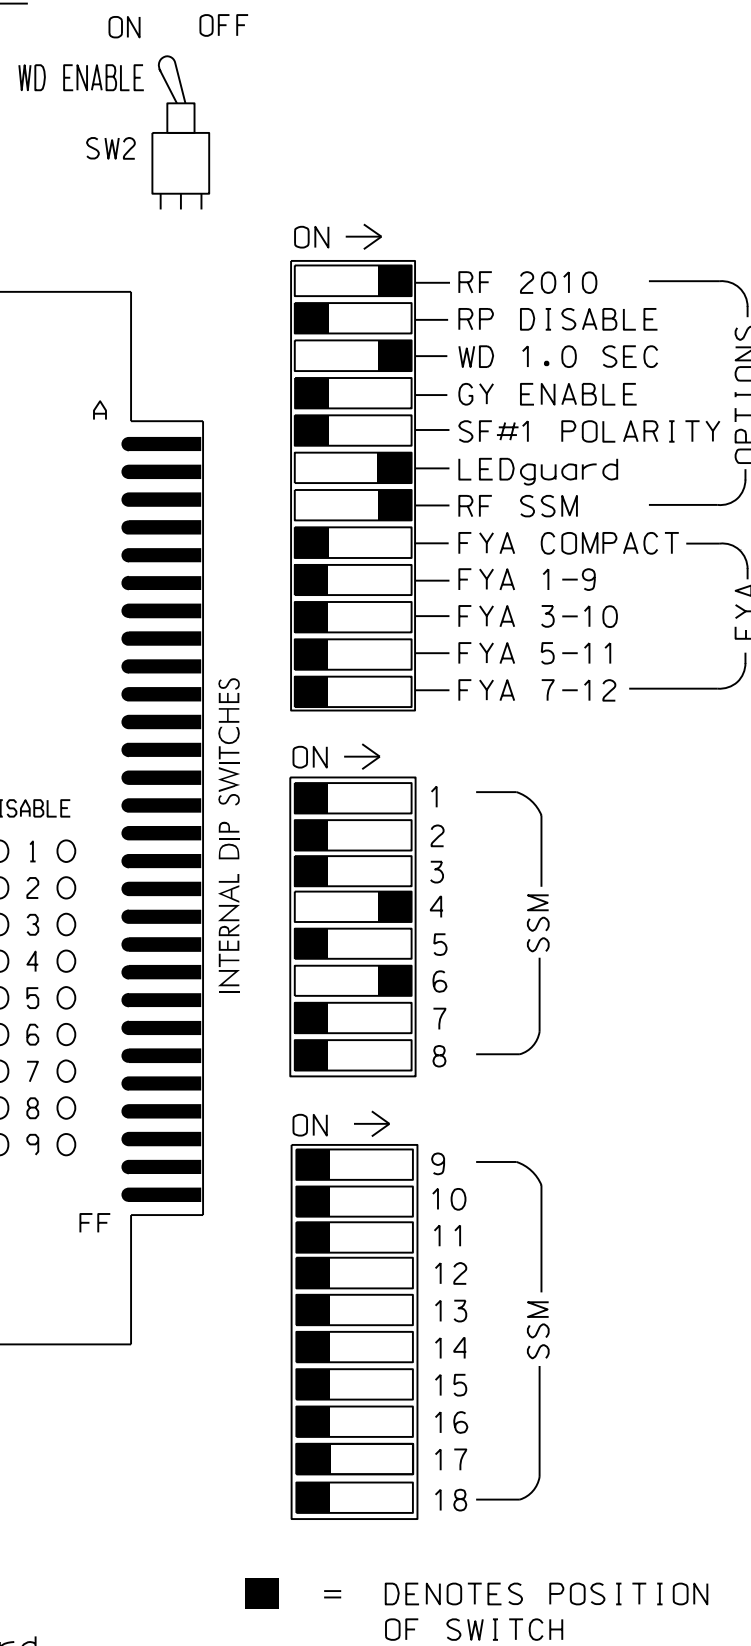 ON OFF
WD ENABLE
SW2
ON
RF 2010
RP DISABLE
WD 1.0 SEC
GY ENABLE
SF#1 POLARITY
LEDguard
RF SSM
OPTIONS
FYA COMPACT
FYA 1-9
FYA 3-10
FYA 5-11
FYA 7-12
FYA
A
FF
INTERNAL DIP SWITCHES
ISABLE
1
2
3
4
5
6
7
8
9
ON
1
2
3
4
5
6
7
8
SSM
ON
9
10
11
12
13
14
15
16
17
18
SSM
= DENOTES POSITION
OF SWITCH